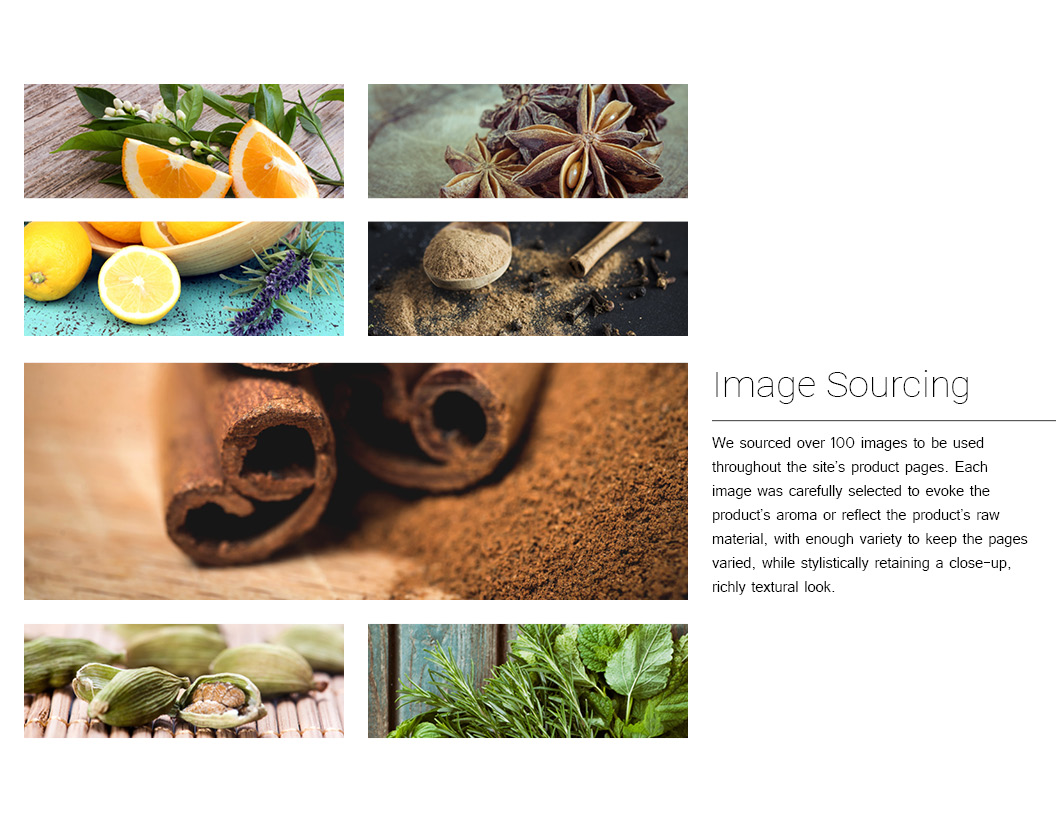 Image Sourcing
We sourced over 100 images to be used
throughout the site's product pages. Each
image was carefully selected to evoke the
product's aroma or reflect the product's raw
material, with enough variety to keep the pages
varied, while stylistically retaining a close-up,
richly textural look.